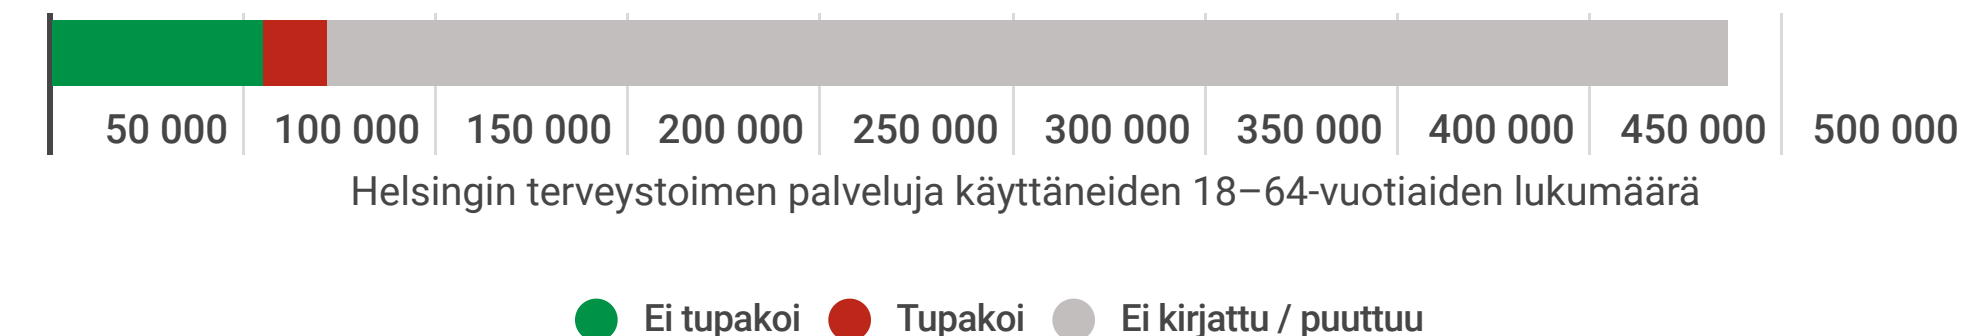 50 000 100 000 150 000 200 000 250 000 300 000 350 000 400 000 450 000 500 000
Helsingin terveystoimen palveluja käyttäneiden 18–64-vuotiaiden lukumäärä
Ei tupakoi Tupakoi Ei kirjattu / puuttuu